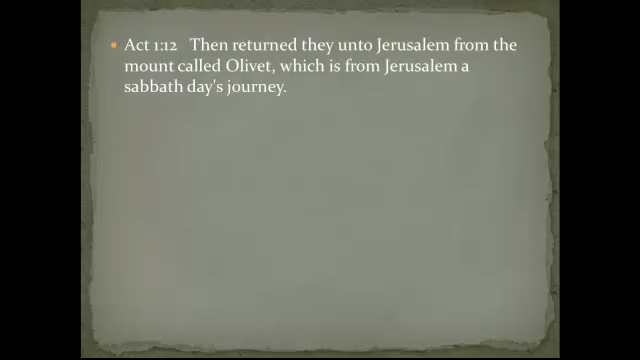 • Act 1:12 Then returned they unto Jerusalem from the
mount called Olivet, which is from Jerusalem a
sabbath day's journey.